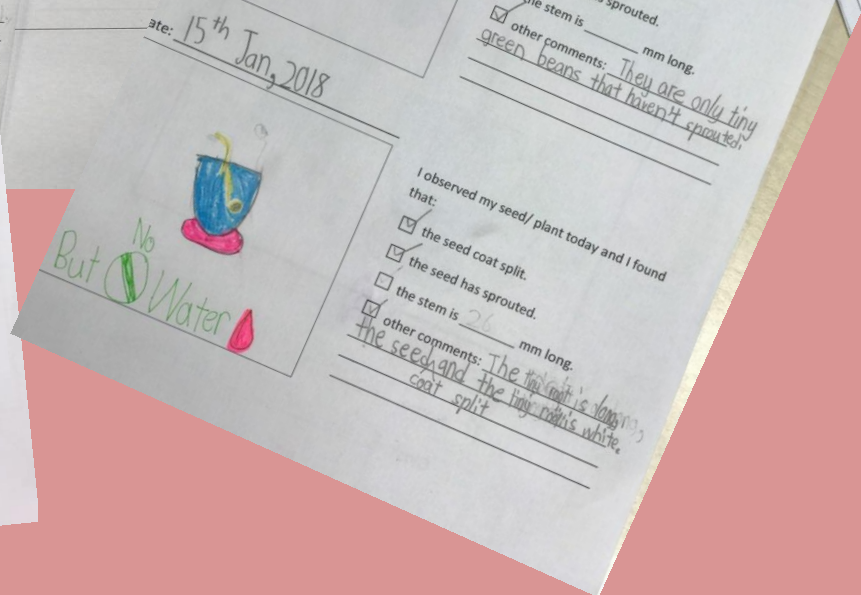 sprouted.
the stem is ______ mm long.
other comments: They are only tiny
green beans that haven't sprouted.
ate: 15th Jan, 2018
I observed my seed/ plant today and I found
that:
the seed coat split.
the seed has sprouted.
the stem is 26 mm long.
other comments: The tiny root is long,
the seed, and the tiny root is white.
coat split
No
But Water